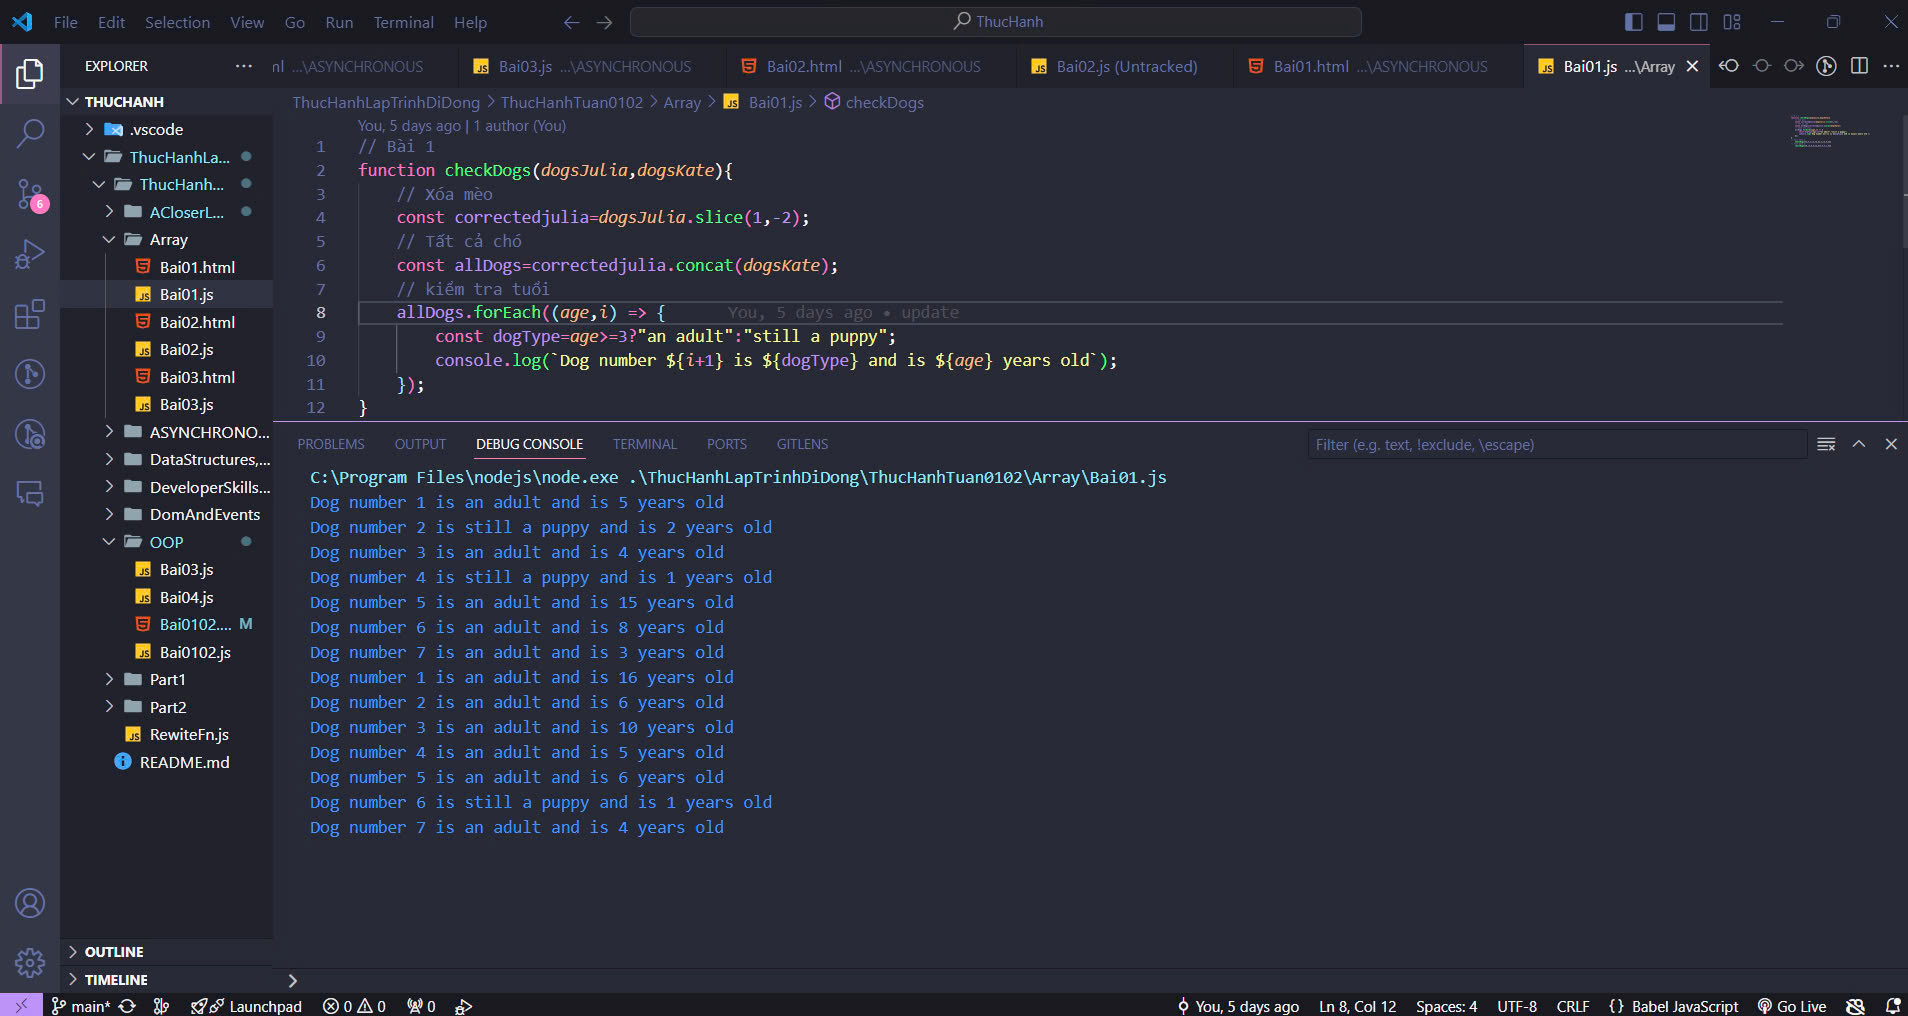 File Edit Selection View Go Run Terminal Help
ThucHanh
EXPLORER
ml ...\ASYNCHRONOUS
Bai03.js ...\ASYNCHRONOUS
Bai02.html ...\ASYNCHRONOUS
Bai02.js (Untracked)
Bai01.html ...\ASYNCHRONOUS
Bai01.js ...\Array
THUCHANH
.vscode
ThucHanhLa...
ThucHanh...
ACloserL...
Array
Bai01.html
Bai01.js
Bai02.html
Bai02.js
Bai03.html
Bai03.js
ASYNCHRONO...
DataStructures,...
DeveloperSkills...
DomAndEvents
OOP
Bai03.js
Bai04.js
Bai0102.... M
Bai0102.js
Part1
Part2
RewiteFn.js
README.md
OUTLINE
TIMELINE
6
ThucHanhLapTrinhDiDong > ThucHanhTuan0102 > Array > Bai01.js > checkDogs
You, 5 days ago | 1 author (You)
1 // Bài 1
2 function checkDogs(dogsJulia,dogsKate){
3 // Xóa mèo
4 const correctedjulia=dogsJulia.slice(1,-2);
5 // Tất cả chó
6 const allDogs=correctedjulia.concat(dogsKate);
7 // kiểm tra tuổi
8 allDogs.forEach((age,i) => { You, 5 days ago • update
9 const dogType=age>=3?"an adult":"still a puppy";
10 console.log(`Dog number ${i+1} is ${dogType} and is ${age} years old`);
11 });
12 }
PROBLEMS OUTPUT DEBUG CONSOLE TERMINAL PORTS GITLENS
Filter (e.g. text, !exclude, \escape)
C:\Program Files\nodejs\node.exe .\ThucHanhLapTrinhDiDong\ThucHanhTuan0102\Array\Bai01.js
Dog number 1 is an adult and is 5 years old
Dog number 2 is still a puppy and is 2 years old
Dog number 3 is an adult and is 4 years old
Dog number 4 is still a puppy and is 1 years old
Dog number 5 is an adult and is 15 years old
Dog number 6 is an adult and is 8 years old
Dog number 7 is an adult and is 3 years old
Dog number 1 is an adult and is 16 years old
Dog number 2 is an adult and is 6 years old
Dog number 3 is an adult and is 10 years old
Dog number 4 is an adult and is 5 years old
Dog number 5 is an adult and is 6 years old
Dog number 6 is still a puppy and is 1 years old
Dog number 7 is an adult and is 4 years old
main* Launchpad 0 0 0
You, 5 days ago Ln 8, Col 12 Spaces: 4 UTF-8 CRLF {} Babel JavaScript Go Live